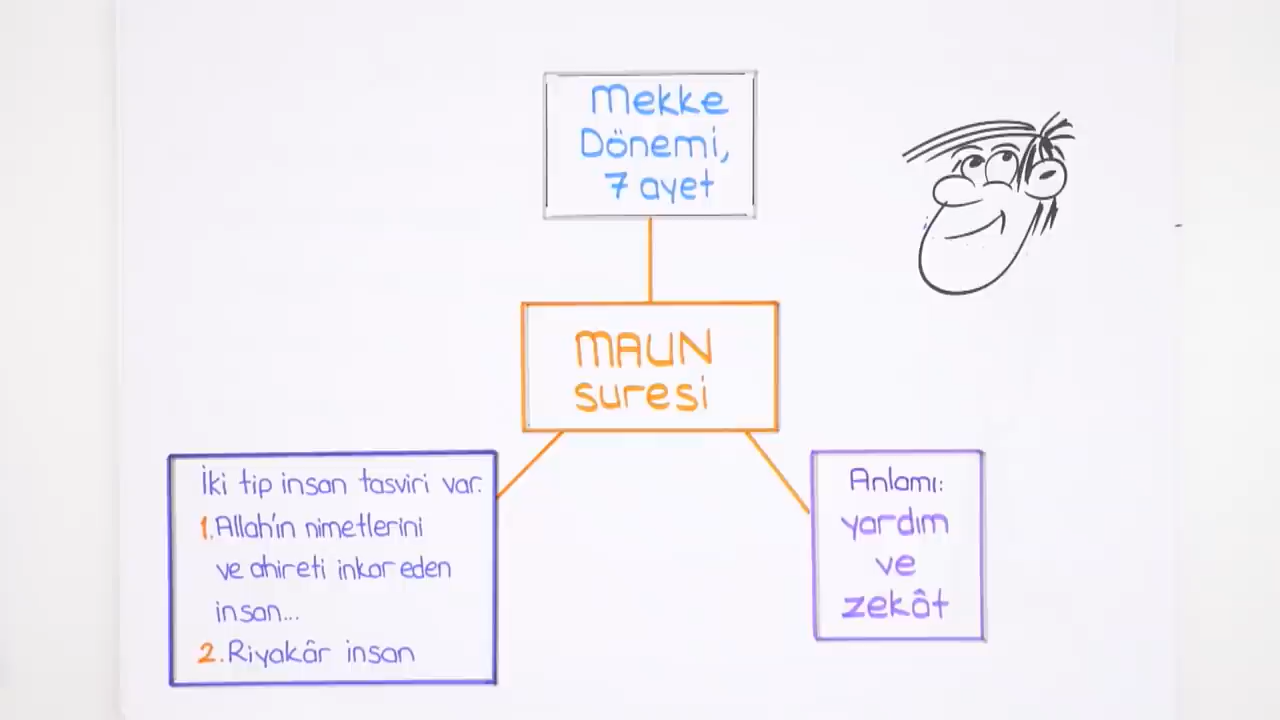 Mekke
Dönemi,
7 ayet
MAUN
suresi
İki tip insan tasviri var.
1.Allah'ın nimetlerini
ve ahireti inkar eden
insan...
2.Riyakâr insan
Anlamı:
yardım
ve
zekât